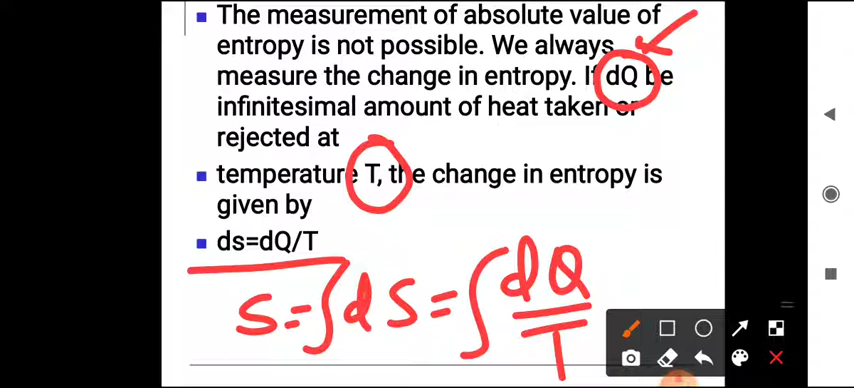 The measurement of absolute value of
entropy is not possible. We always
measure the change in entropy. If dQ be
infinitesimal amount of heat taken or
rejected at
temperature T, the change in entropy is
given by
ds=dQ/T
S=∫dS=∫dQ/T